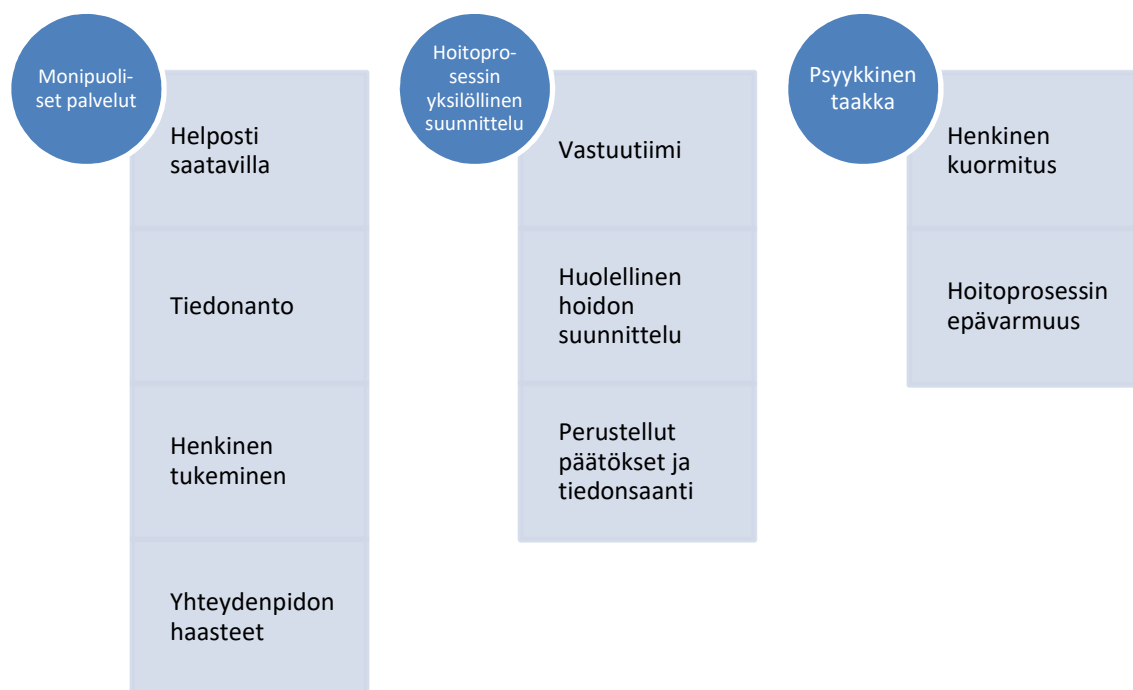 Monipuoli-
set palvelut
Helposti
saatavilla
Tiedonanto
Henkinen
tukeminen
Yhteydenpidon
haasteet
Hoitopro-
sessin
yksilöllinen
suunnittelu
Vastuutiimi
Huolellinen
hoidon
suunnittelu
Perustellut
päätökset ja
tiedonsaanti
Psyykkinen
taakka
Henkinen
kuormitus
Hoitoprosessin
epävarmuus